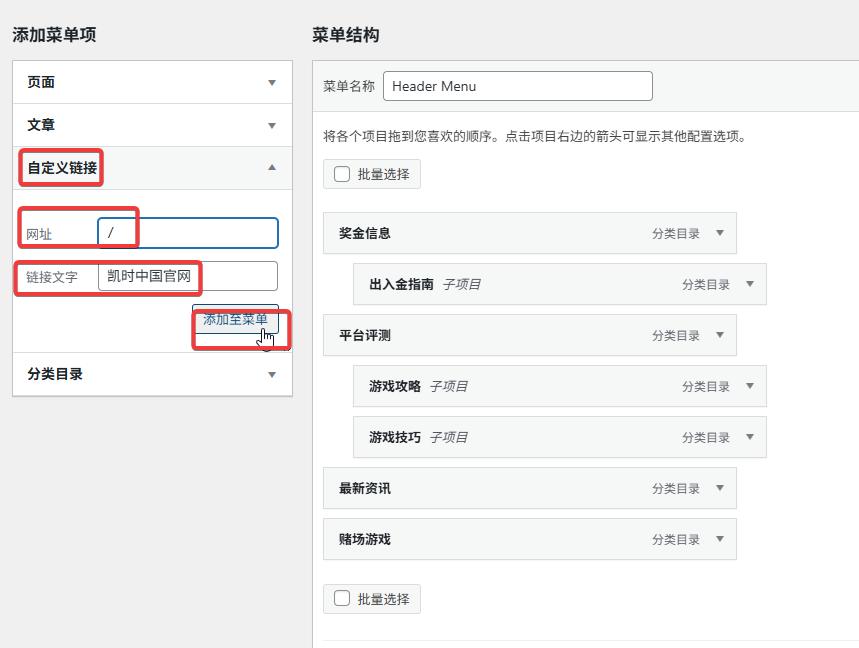 添加菜单项
页面
文章
自定义链接
网址 /
链接文字 凯时中国官网
添加至菜单
分类目录
菜单结构
菜单名称 Header Menu
将各个项目拖到您喜欢的顺序。点击项目右边的箭头可显示其他配置选项。
批量选择
奖金信息 分类目录
出入金指南 子项目 分类目录
平台评测 分类目录
游戏攻略 子项目 分类目录
游戏技巧 子项目 分类目录
最新资讯 分类目录
赌场游戏 分类目录
批量选择